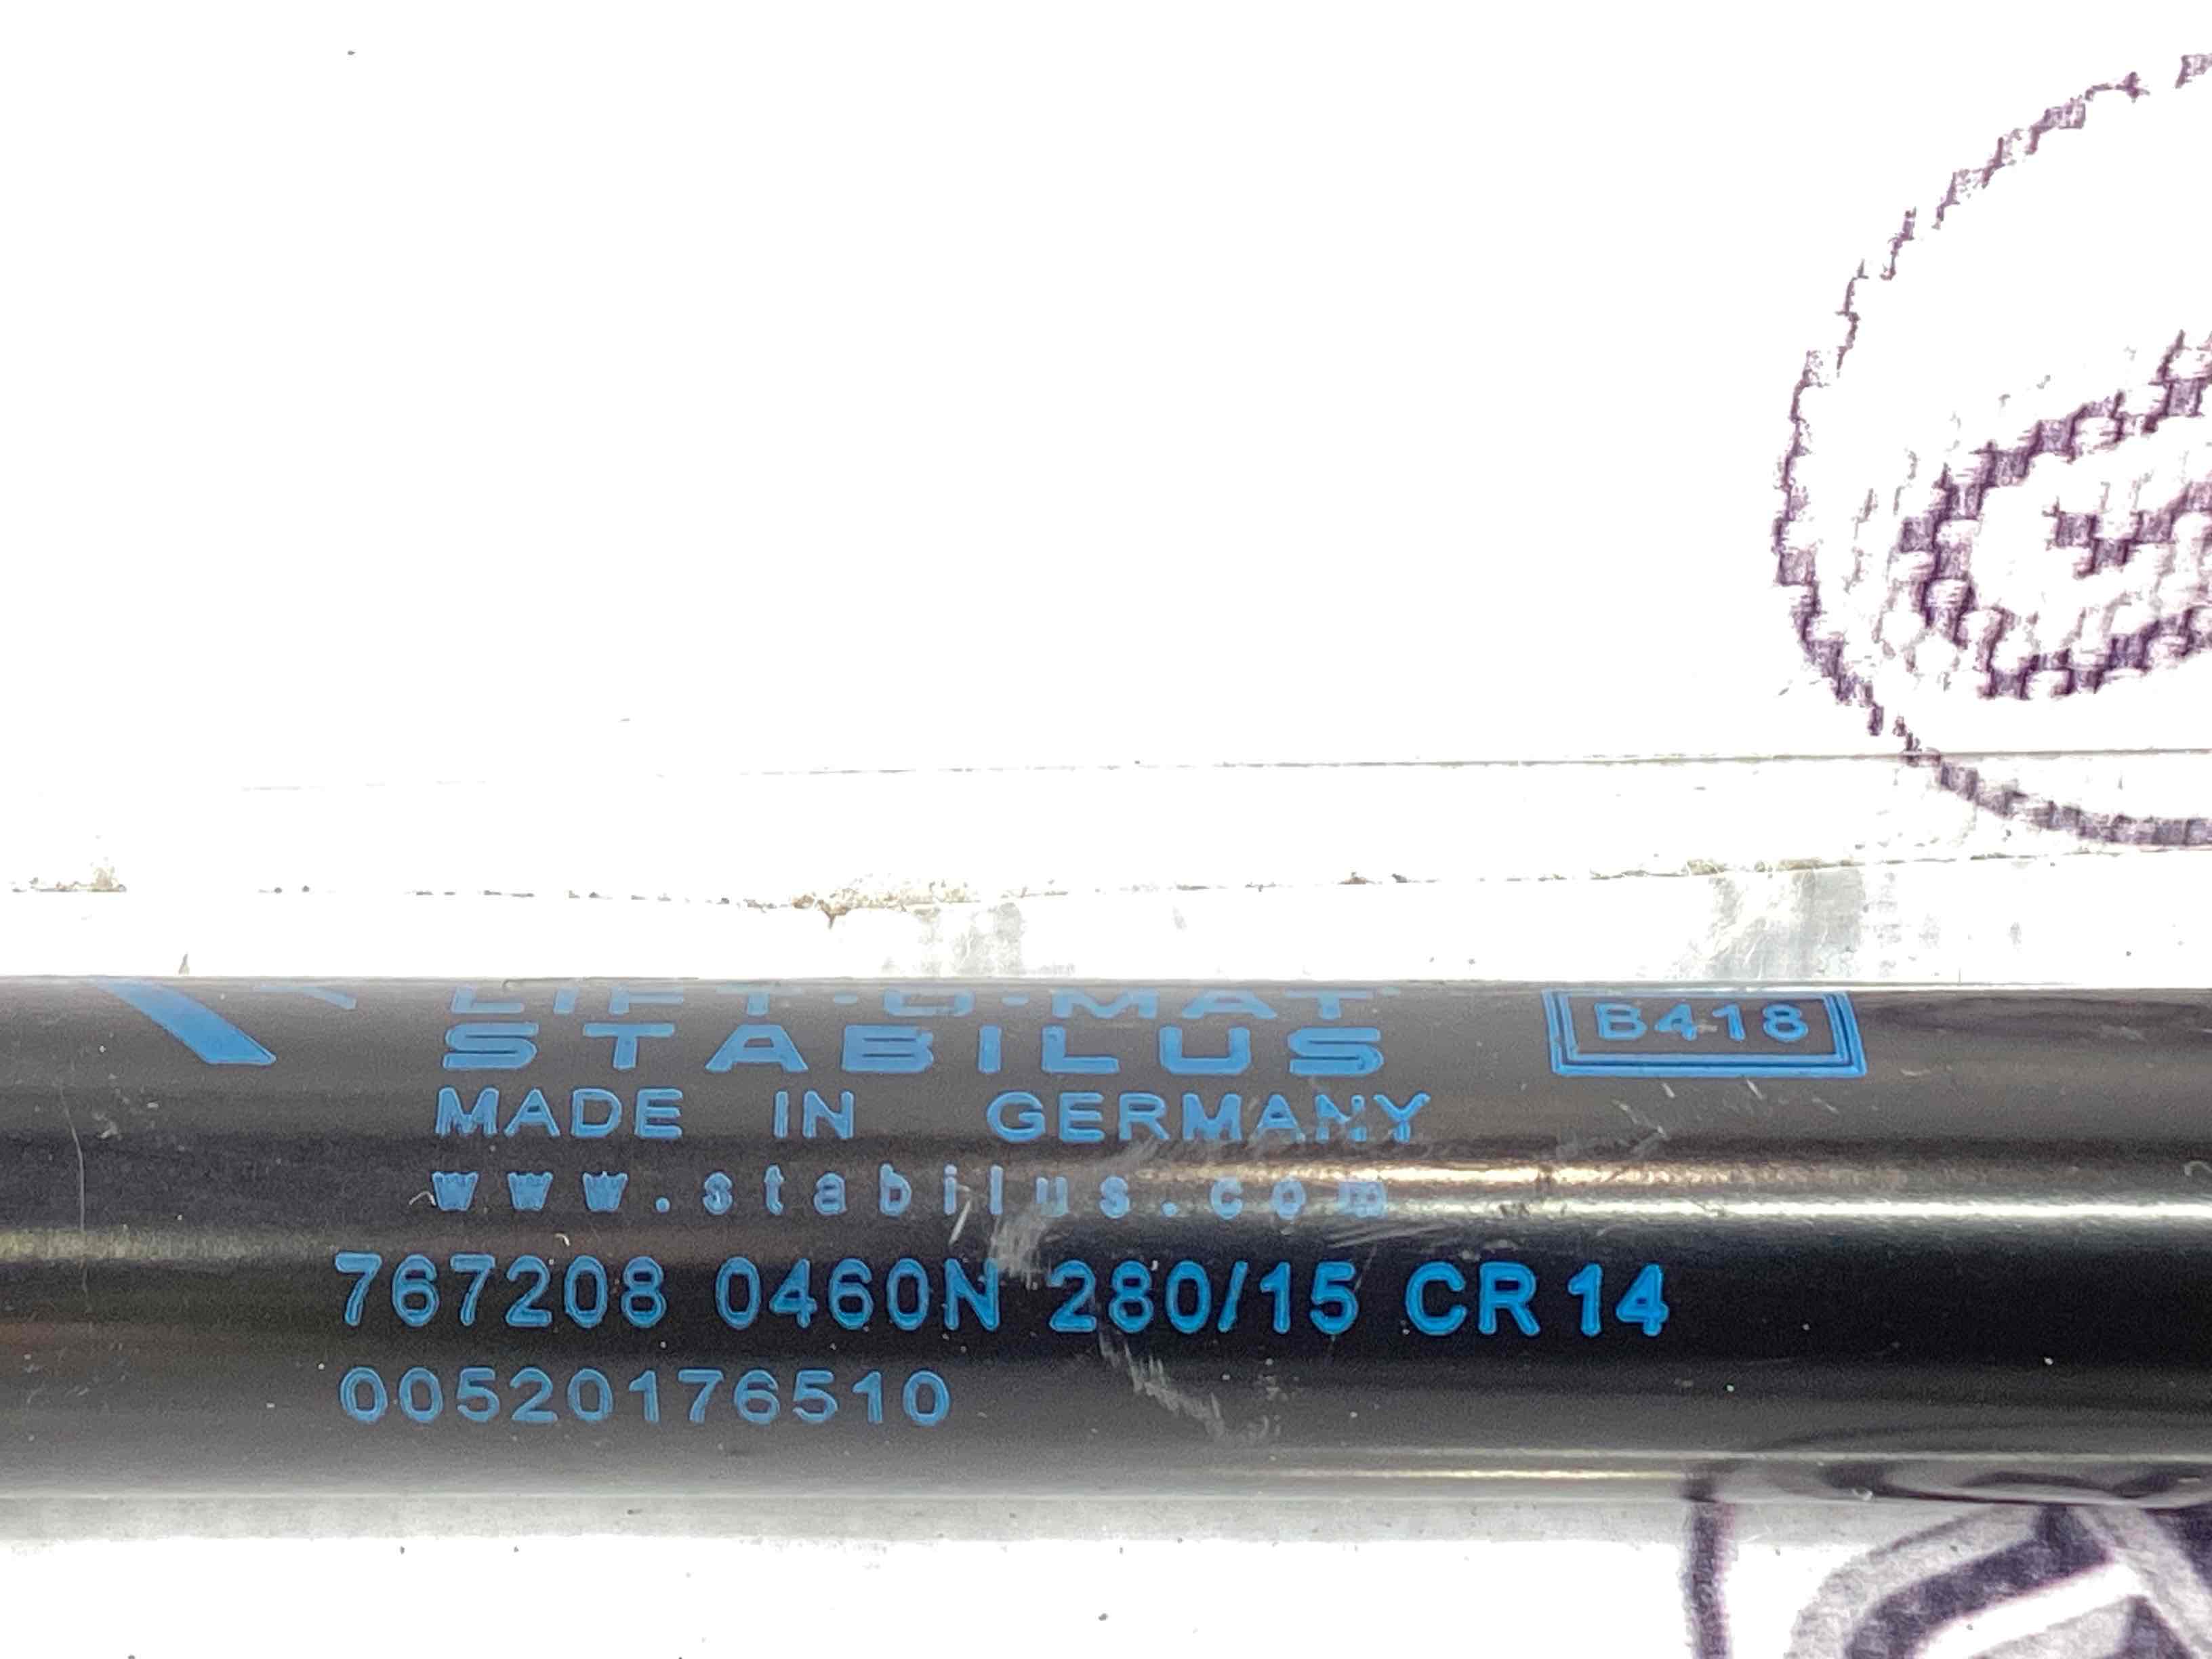 LIFT-O-MAT
STABILUS
B418
MADE IN GERMANY
www.stabilus.com
767208 0460N 280/15 CR 14
00520176510